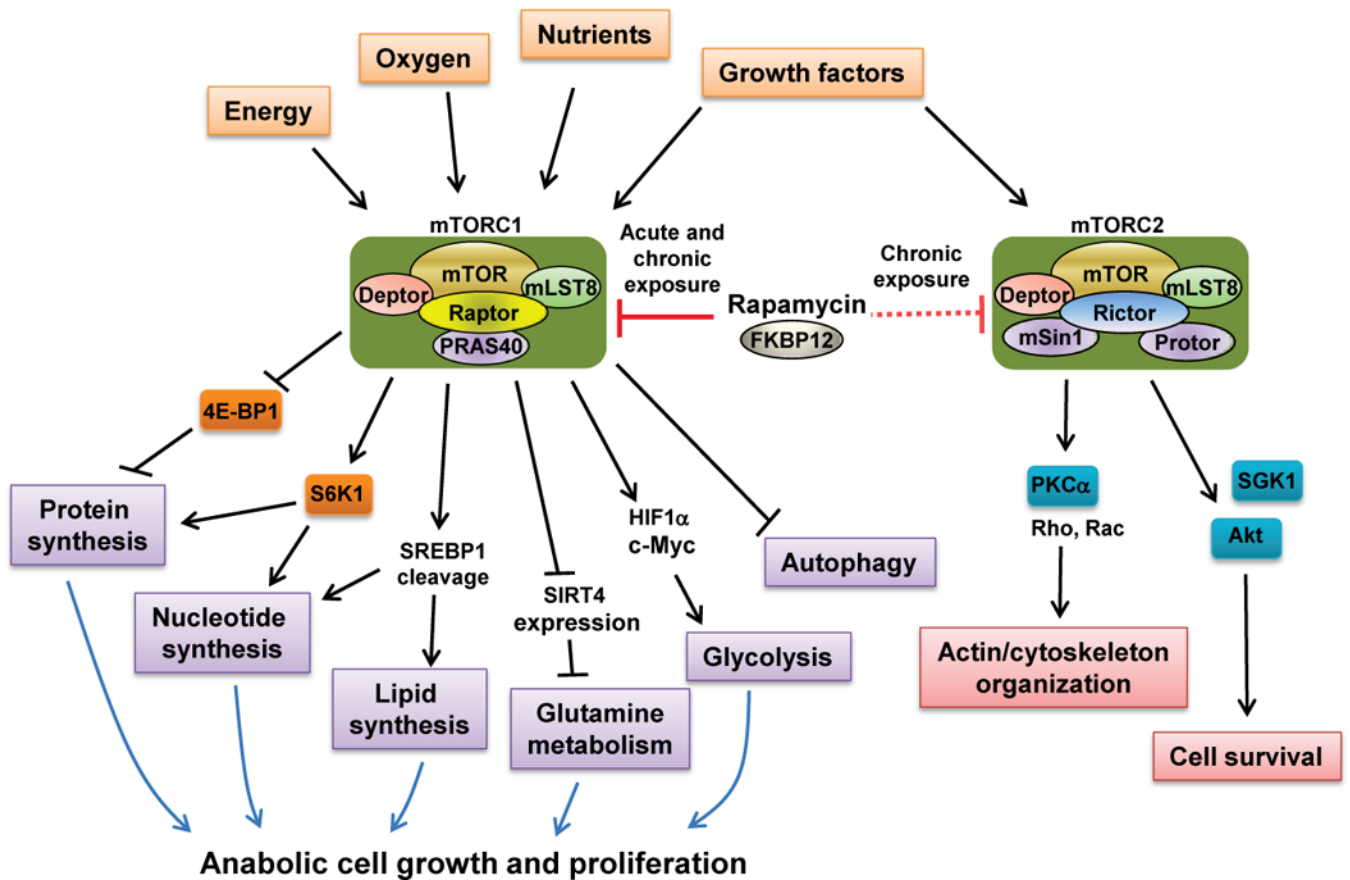 Nutrients
Oxygen
Growth factors
Energy
mTORC1
mTORC2
Acute and
chronic
exposure
Chronic
exposure
mTOR
Deptor
mLST8
Raptor
PRAS40
Rapamycin
FKBP12
mTOR
Deptor
mLST8
Rictor
mSin1
Protor
4E-BP1
S6K1
PKCα
SGK1
Akt
Rho, Rac
Protein
synthesis
HIF1α
c-Myc
SREBP1
cleavage
Autophagy
SIRT4
expression
Nucleotide
synthesis
Glycolysis
Actin/cytoskeleton
organization
Lipid
synthesis
Glutamine
metabolism
Cell survival
Anabolic cell growth and proliferation